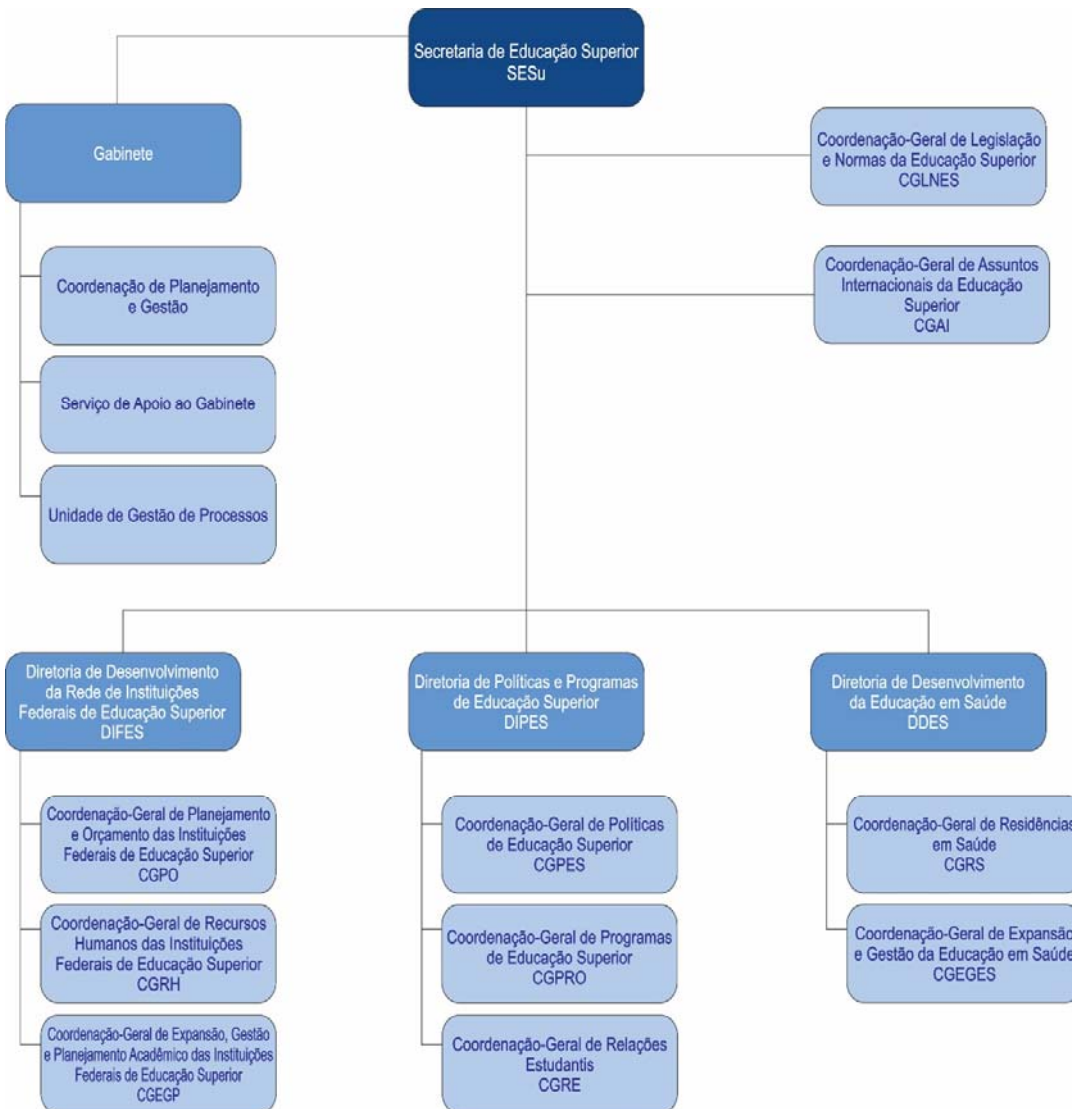 Secretaria de Educação Superior
SESu
Gabinete
Coordenação de Planejamento
e Gestão
Serviço de Apoio ao Gabinete
Unidade de Gestão de Processos
Coordenação-Geral de Legislação
e Normas da Educação Superior
CGLNES
Coordenação-Geral de Assuntos
Internacionais da Educação
Superior
CGAI
Diretoria de Desenvolvimento
da Rede de Instituições
Federais de Educação Superior
DIFES
Coordenação-Geral de Planejamento
e Orçamento das Instituições
Federais de Educação Superior
CGPO
Coordenação-Geral de Recursos
Humanos das Instituições
Federais de Educação Superior
CGRH
Coordenação-Geral de Expansão, Gestão
e Planejamento Acadêmico das Instituições
Federais de Educação Superior
CGEGP
Diretoria de Políticas e Programas
de Educação Superior
DIPES
Coordenação-Geral de Políticas
de Educação Superior
CGPES
Coordenação-Geral de Programas
de Educação Superior
CGPRO
Coordenação-Geral de Relações
Estudantis
CGRE
Diretoria de Desenvolvimento
da Educação em Saúde
DDES
Coordenação-Geral de Residências
em Saúde
CGRS
Coordenação-Geral de Expansão
e Gestão da Educação em Saúde
CGEGES